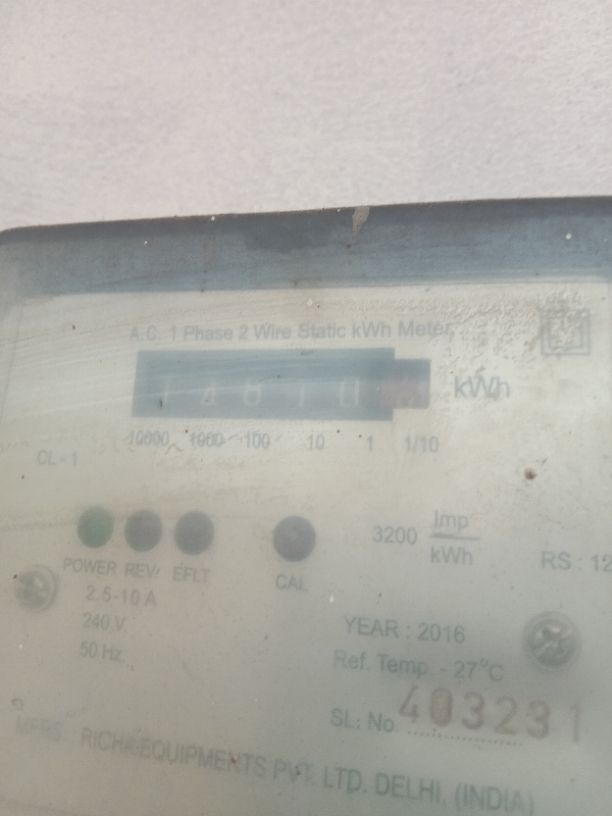 A.C. 1 Phase 2 Wire Static kWh Meter
kWh
10000 1000 100 10 1 1/10
CL - 1
3200 Imp
kWh
RS : 12
POWER REV/ EFLT CAL
2.5-10 A
240 V
50 Hz
YEAR : 2016
Ref. Temp - 27°C
SL: No. 403231
MFRS : RICHA EQUIPMENTS PVT. LTD. DELHI, (INDIA)